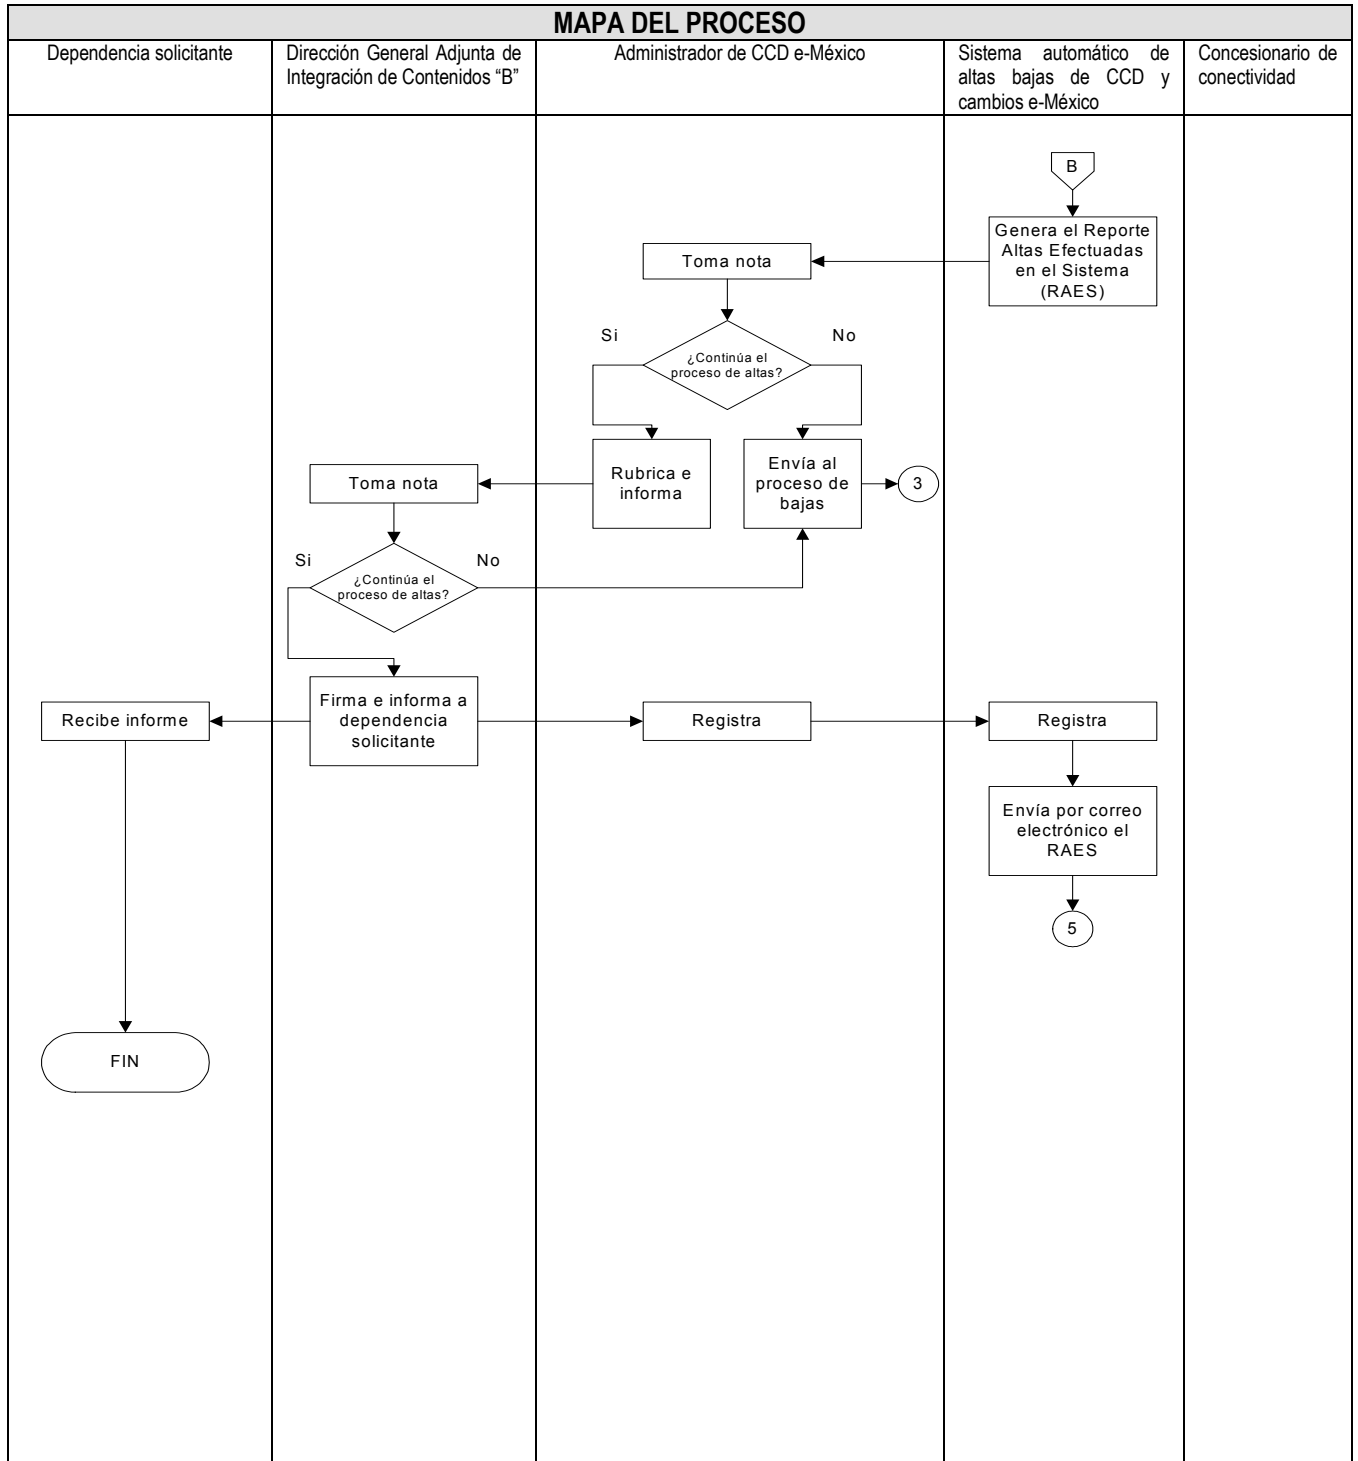 MAPA DEL PROCESO
Dependencia solicitante
Dirección General Adjunta de
Integración de Contenidos “B”
Administrador de CCD e-México
Sistema automático de
altas bajas de CCD y
cambios e-México
Concesionario de
conectividad
B
Genera el Reporte
Altas Efectuadas
en el Sistema
(RAES)
Toma nota
Si
No
¿Continúa el
proceso de altas?
Rubrica e
informa
Envía al
proceso de
bajas
3
Toma nota
Si
No
¿Continúa el
proceso de altas?
Firma e informa a
dependencia
solicitante
Recibe informe
Registra
Registra
Envía por correo
electrónico el
RAES
5
FIN